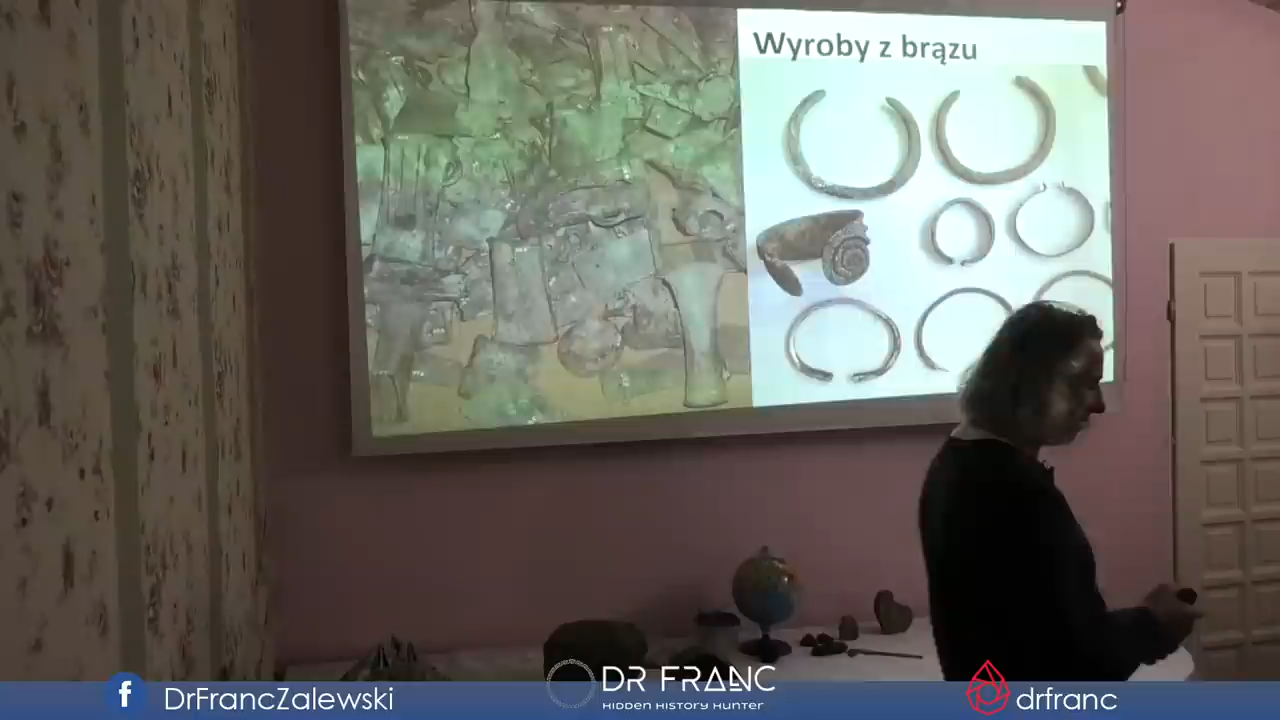 Wyroby z brązu
f DrFrancZalewski
DR FRANC
HIDDEN HISTORY HUNTER
drfranc